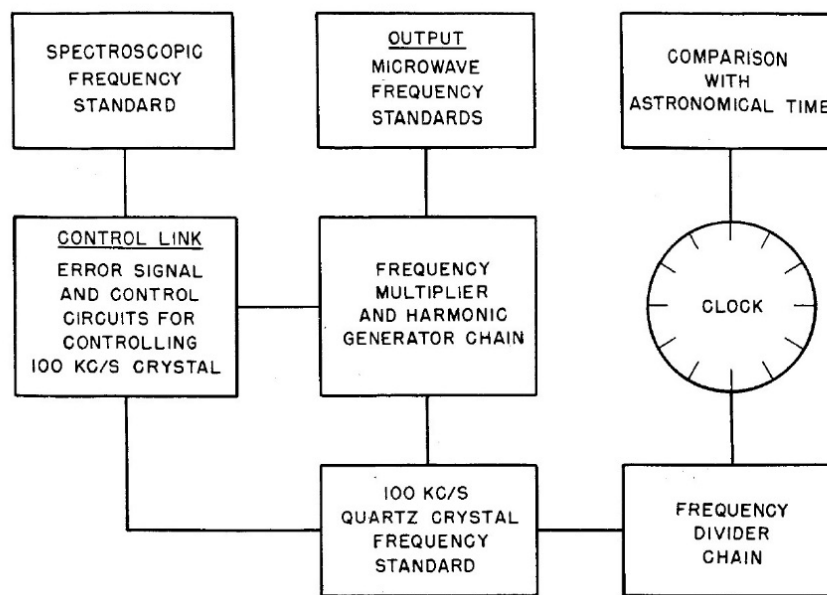 SPECTROSCOPIC
FREQUENCY
STANDARD
OUTPUT
MICROWAVE
FREQUENCY
STANDARDS
COMPARISON
WITH
ASTRONOMICAL TIME
CONTROL LINK
ERROR SIGNAL
AND CONTROL
CIRCUITS FOR
CONTROLLING
100 KC/S CRYSTAL
FREQUENCY
MULTIPLIER
AND HARMONIC
GENERATOR CHAIN
CLOCK
100 KC/S
QUARTZ CRYSTAL
FREQUENCY
STANDARD
FREQUENCY
DIVIDER
CHAIN